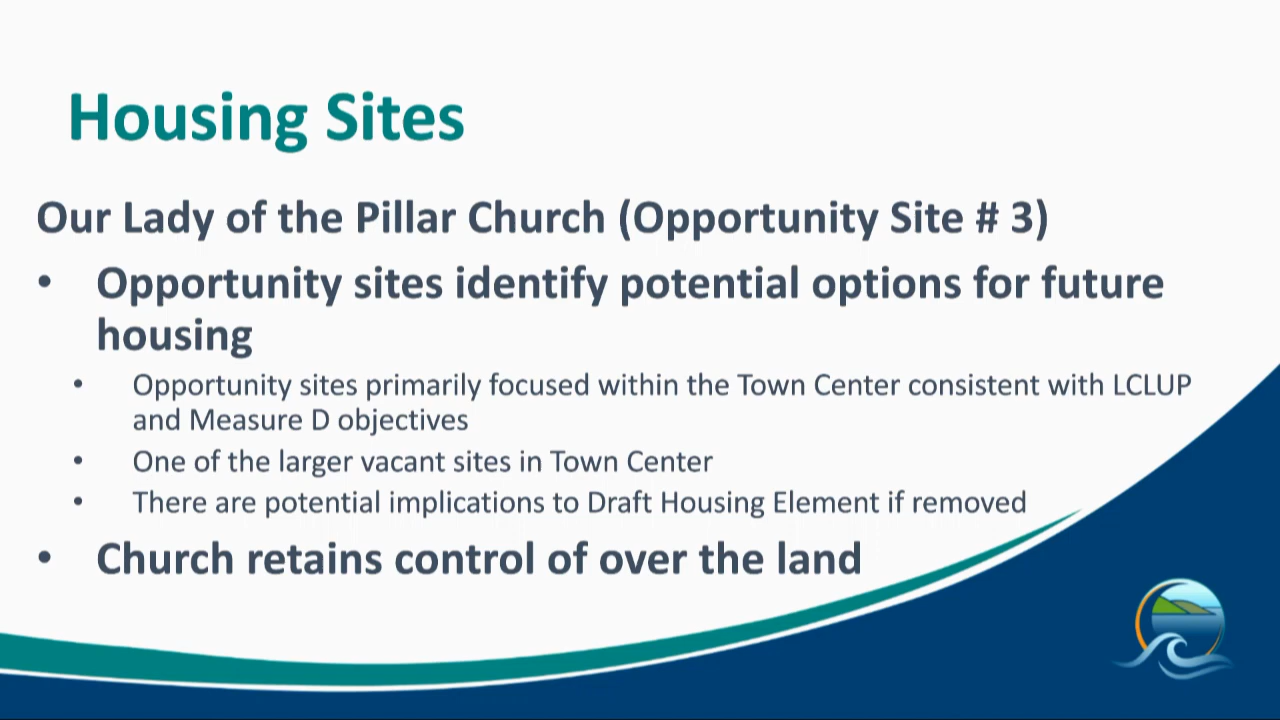 Housing Sites
Our Lady of the Pillar Church (Opportunity Site # 3)
• Opportunity sites identify potential options for future
housing
• Opportunity sites primarily focused within the Town Center consistent with LCLUP
and Measure D objectives
• One of the larger vacant sites in Town Center
• There are potential implications to Draft Housing Element if removed
• Church retains control of over the land